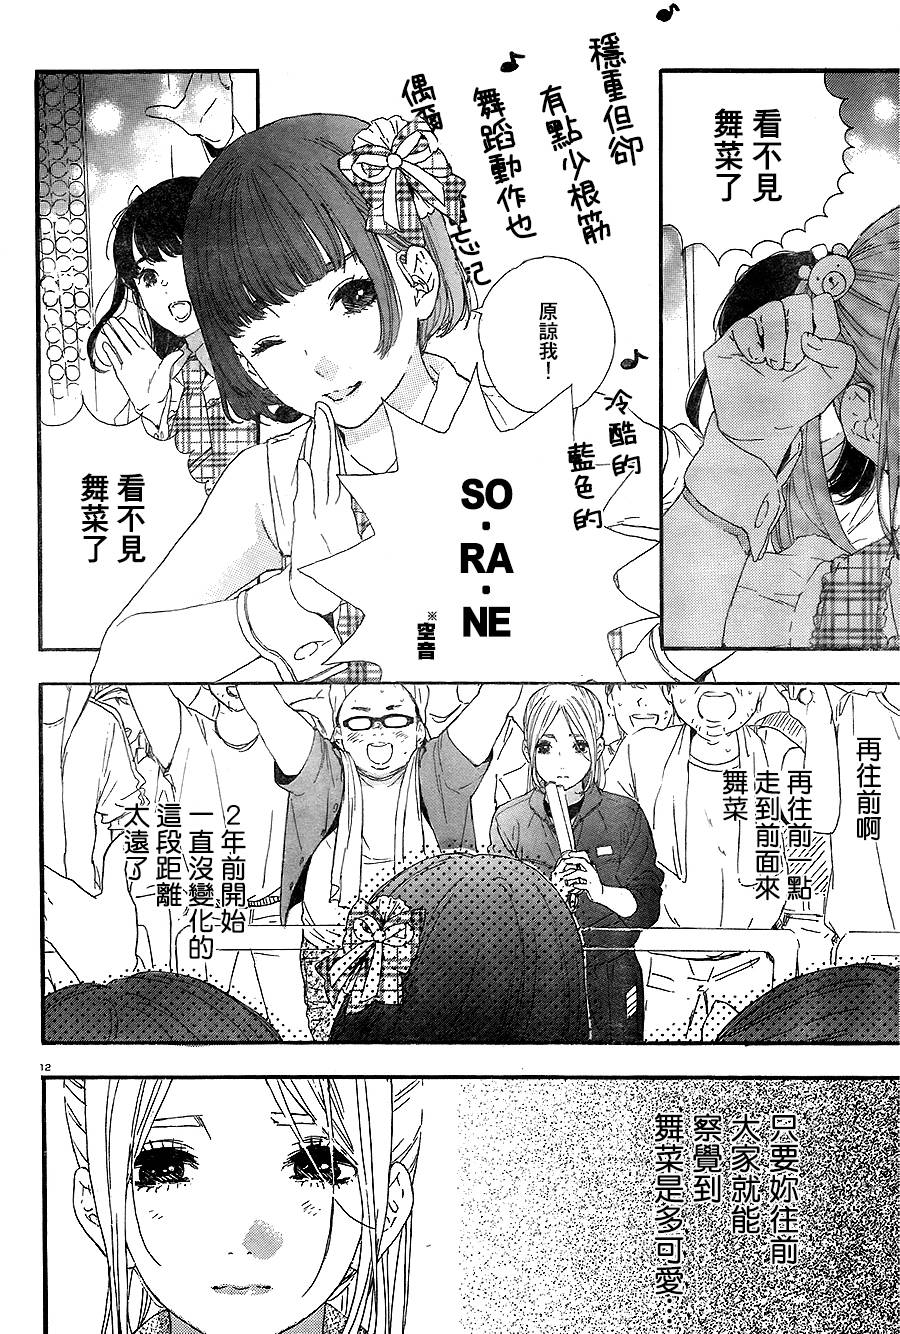 看不見
舞菜了
穩重但卻
有點少根筋
舞蹈動作也
偶爾
忘記
原諒我！
冷酷的
藍色的
SO
・
RA
・
NE
※空音
看不見
舞菜了
再往前啊
再往前一點
走到前面來
舞菜
2年前開始
一直沒變化的
這段距離
太遠了
12
只要妳往前
大家就能
察覺到
舞菜是多可愛…